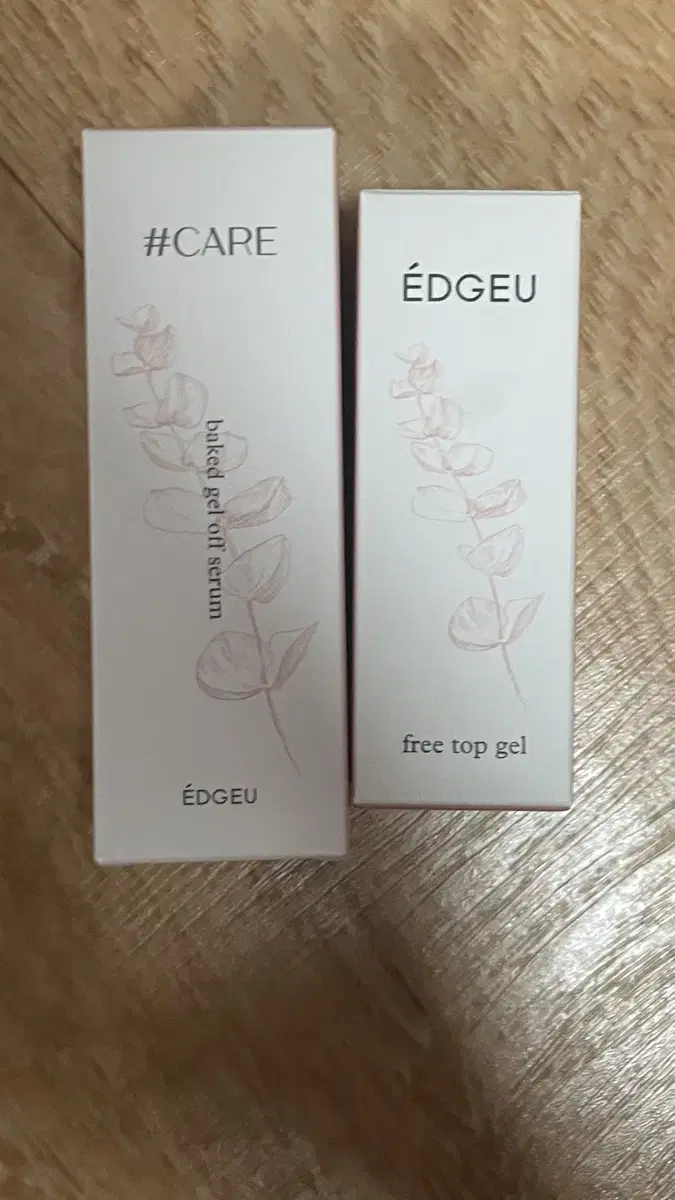 #CARE
baked gel off serum
ÉDGEU
ÉDGEU
free top gel